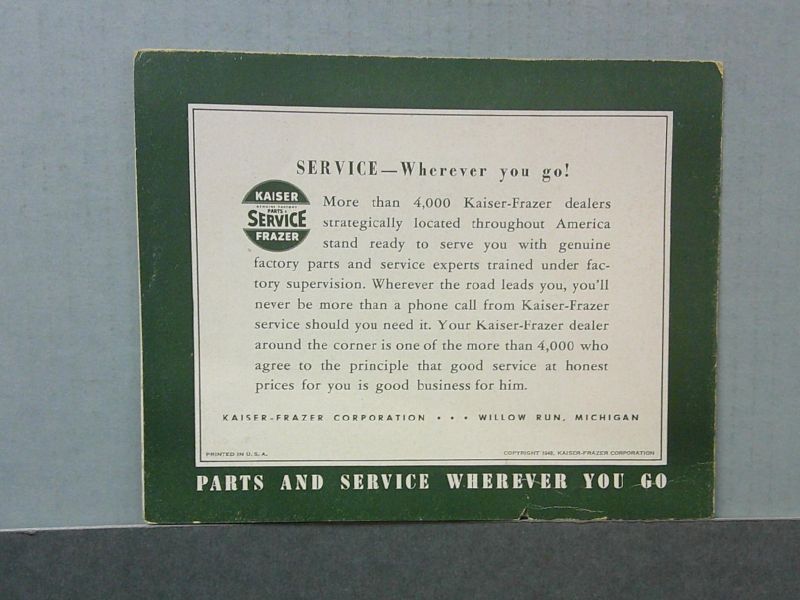 SERVICE—Wherever you go!
KAISER
GENUINE FACTORY
PARTS &
SERVICE
FRAZER
More than 4,000 Kaiser-Frazer dealers
strategically located throughout America
stand ready to serve you with genuine
factory parts and service experts trained under fac-
tory supervision. Wherever the road leads you, you'll
never be more than a phone call from Kaiser-Frazer
service should you need it. Your Kaiser-Frazer dealer
around the corner is one of the more than 4,000 who
agree to the principle that good service at honest
prices for you is good business for him.
KAISER-FRAZER CORPORATION • • • WILLOW RUN, MICHIGAN
PRINTED IN U. S. A.
COPYRIGHT 1948, KAISER-FRAZER CORPORATION
PARTS AND SERVICE WHEREVER YOU GO